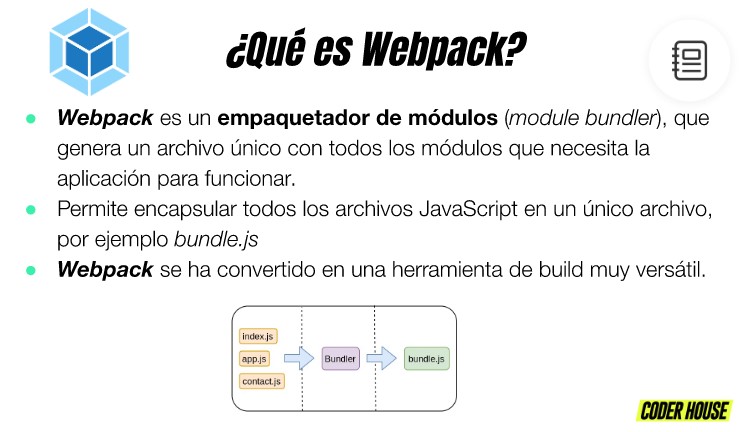 ¿Qué es Webpack?
● Webpack es un empaquetador de módulos (module bundler), que
genera un archivo único con todos los módulos que necesita la
aplicación para funcionar.
● Permite encapsular todos los archivos JavaScript en un único archivo,
por ejemplo bundle.js
● Webpack se ha convertido en una herramienta de build muy versátil.
index.js
app.js
contact.js
Bundler
bundle.js
CODER HOUSE